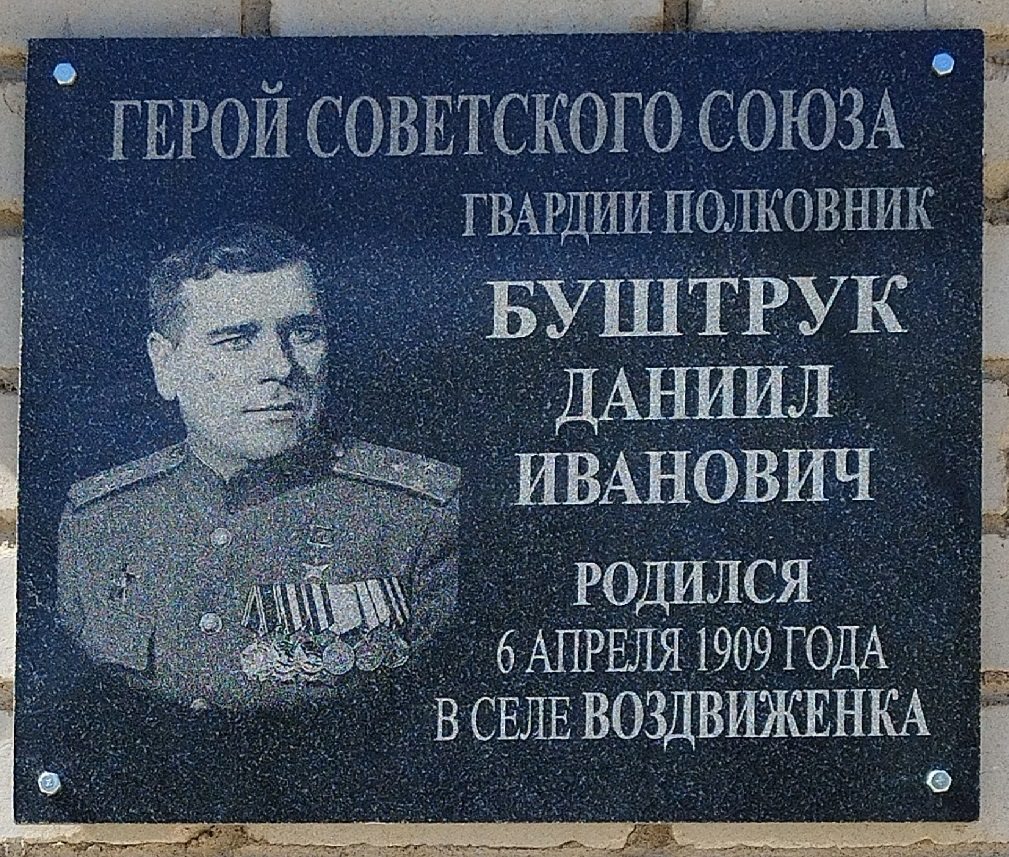 ГЕРОЙ СОВЕТСКОГО СОЮЗА
ГВАРДИИ ПОЛКОВНИК
БУШТРУК
ДАНИИЛ
ИВАНОВИЧ
РОДИЛСЯ
6 АПРЕЛЯ 1909 ГОДА
В СЕЛЕ ВОЗДВИЖЕНКА